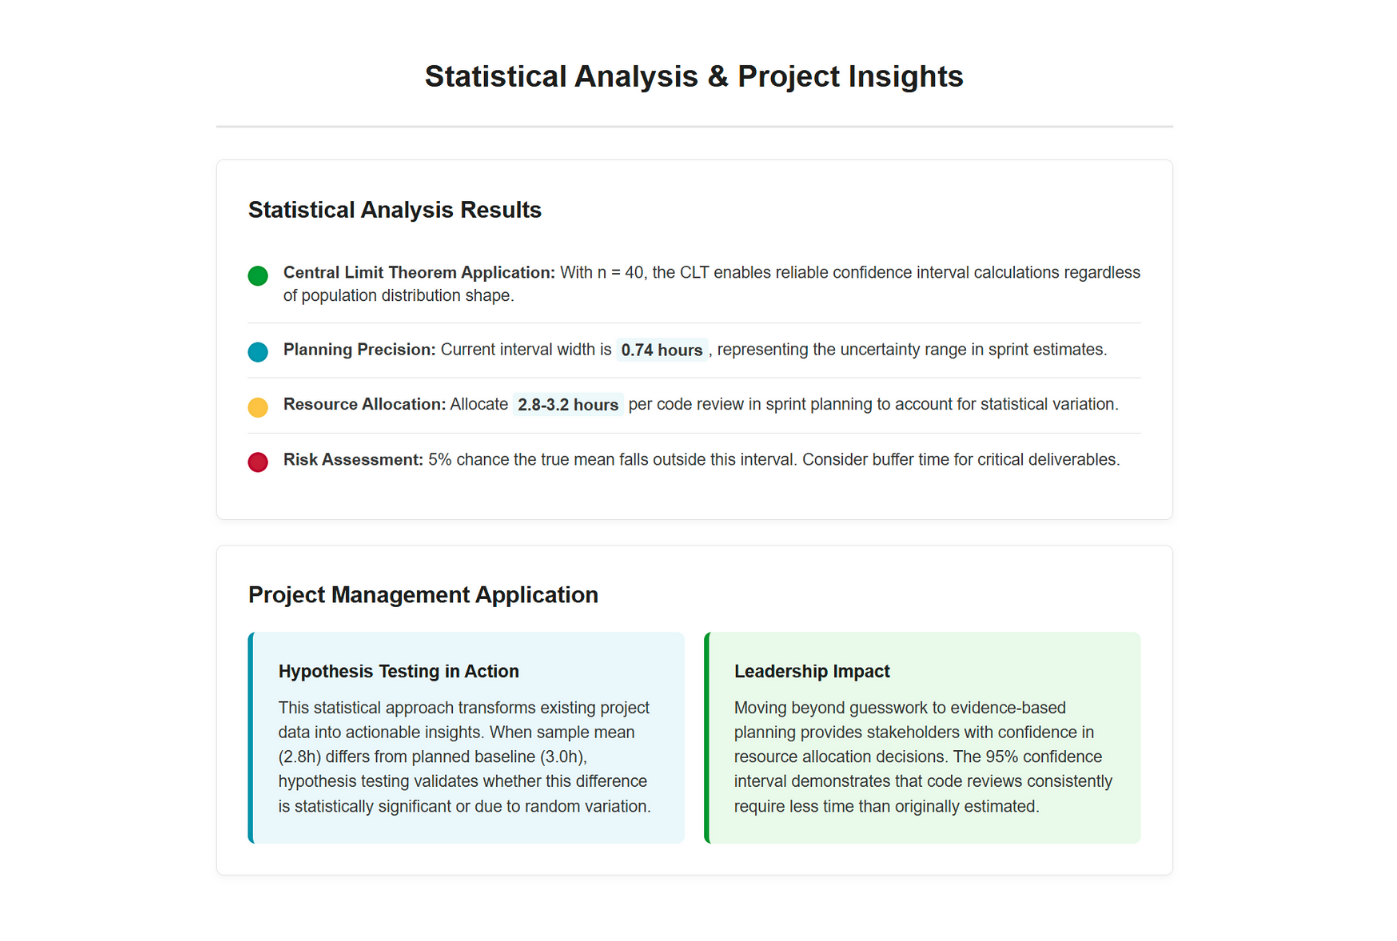 Statistical Analysis & Project Insights
Statistical Analysis Results
Central Limit Theorem Application: With n = 40, the CLT enables reliable confidence interval calculations regardless
of population distribution shape.
Planning Precision: Current interval width is 0.74 hours , representing the uncertainty range in sprint estimates.
Resource Allocation: Allocate 2.8-3.2 hours per code review in sprint planning to account for statistical variation.
Risk Assessment: 5% chance the true mean falls outside this interval. Consider buffer time for critical deliverables.
Project Management Application
Hypothesis Testing in Action
This statistical approach transforms existing project
data into actionable insights. When sample mean
(2.8h) differs from planned baseline (3.0h),
hypothesis testing validates whether this difference
is statistically significant or due to random variation.
Leadership Impact
Moving beyond guesswork to evidence-based
planning provides stakeholders with confidence in
resource allocation decisions. The 95% confidence
interval demonstrates that code reviews consistently
require less time than originally estimated.